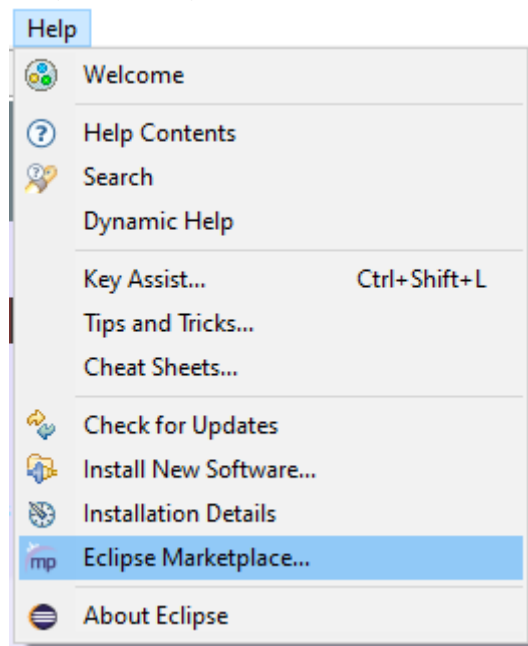 Help
Welcome
Help Contents
Search
Dynamic Help
Key Assist... Ctrl+Shift+L
Tips and Tricks...
Cheat Sheets...
Check for Updates
Install New Software...
Installation Details
mp Eclipse Marketplace...
About Eclipse